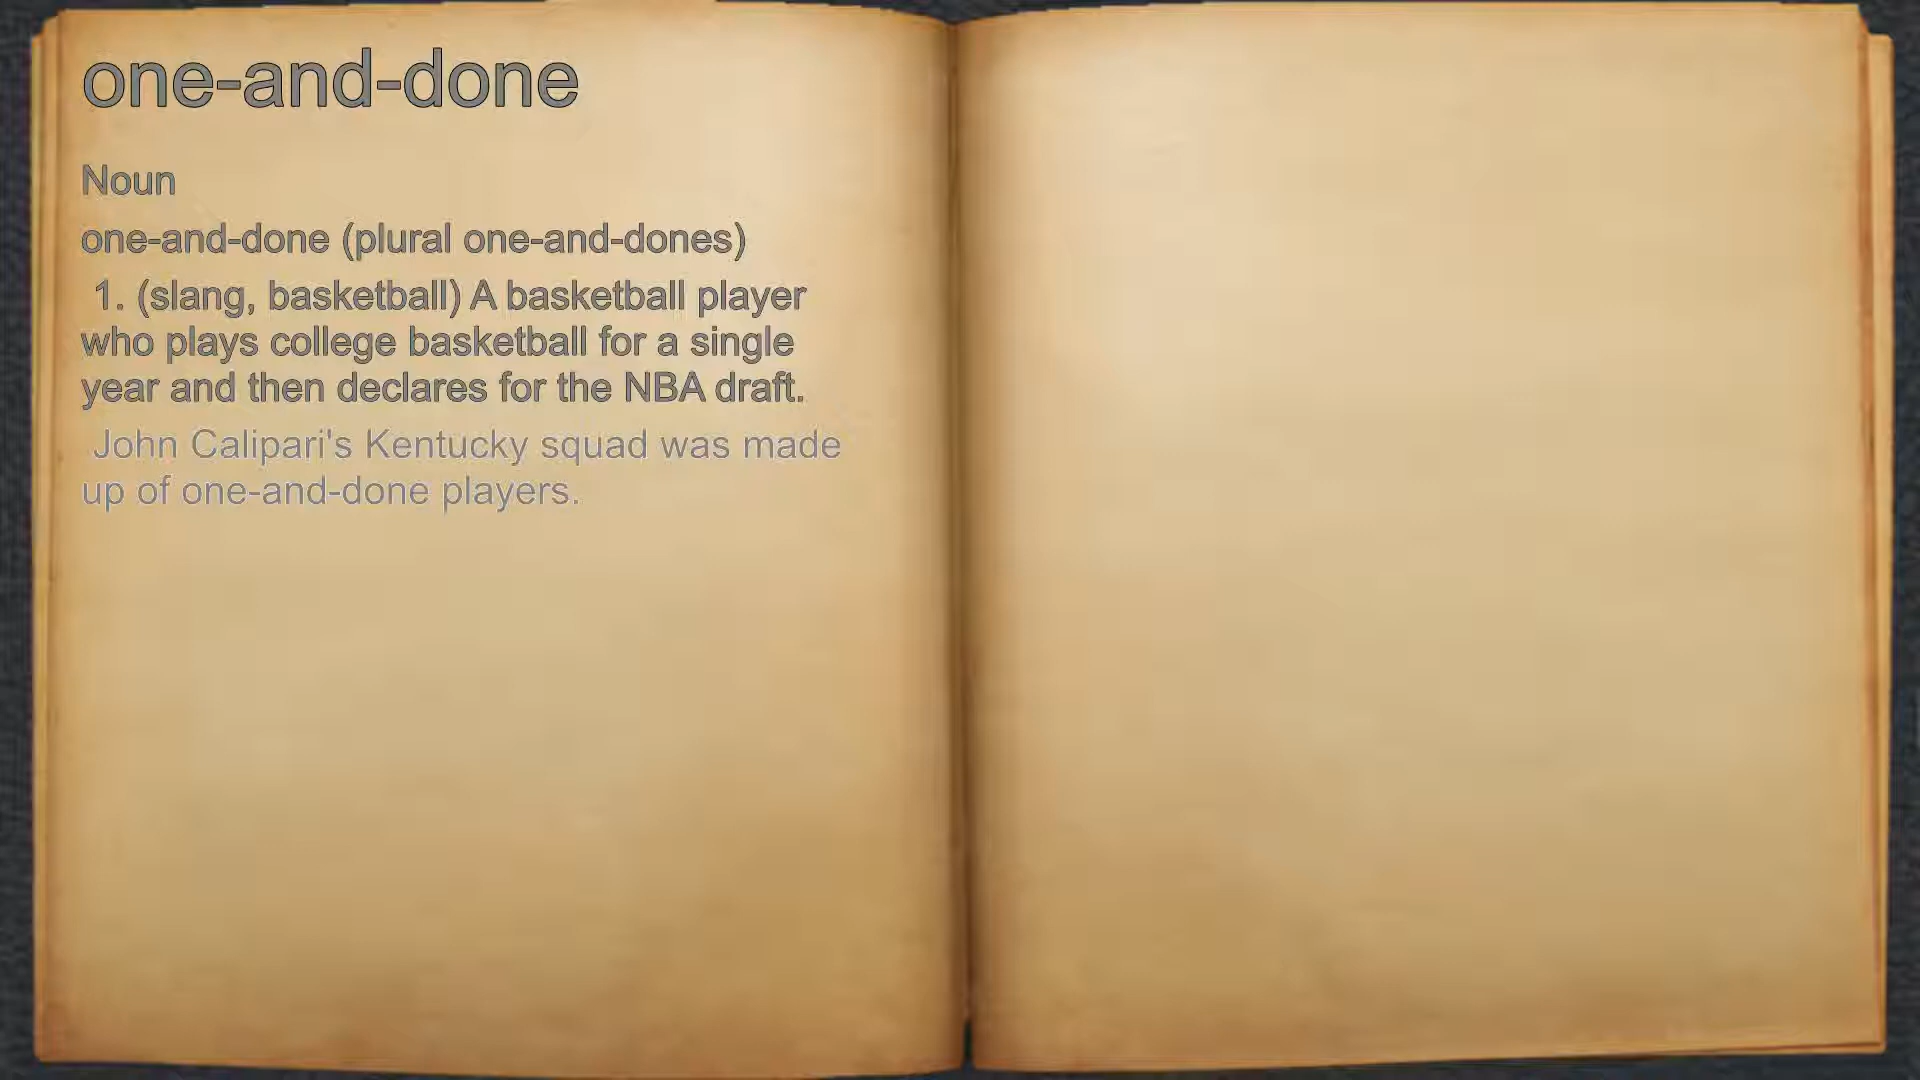 one-and-done
Noun
one-and-done (plural one-and-dones)
1. (slang, basketball) A basketball player
who plays college basketball for a single
year and then declares for the NBA draft.
John Calipari's Kentucky squad was made
up of one-and-done players.